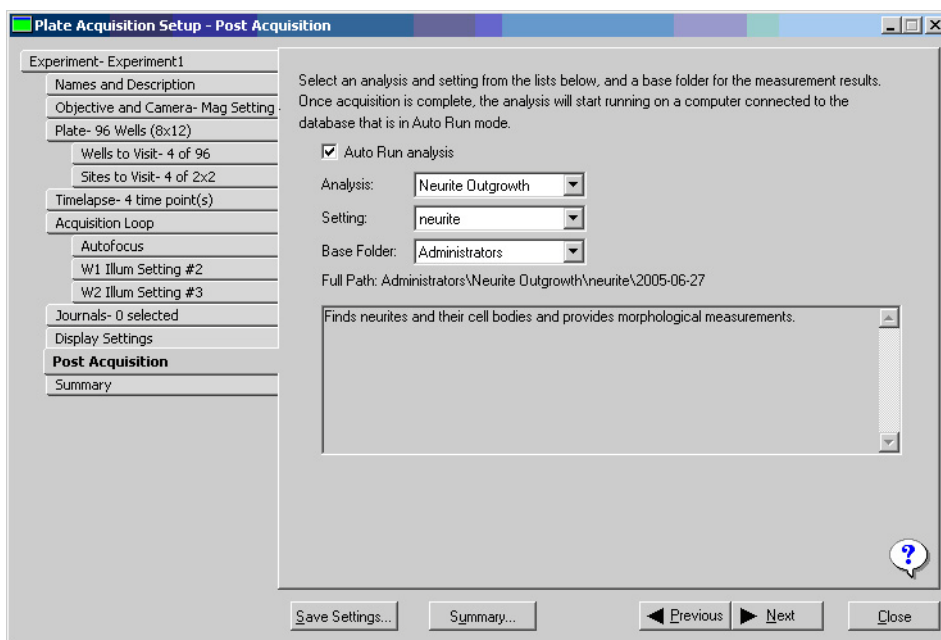 Plate Acquisition Setup - Post Acquisition
Experiment- Experiment1
Names and Description
Objective and Camera- Mag Setting
Plate- 96 Wells (8x12)
Wells to Visit- 4 of 96
Sites to Visit- 4 of 2x2
Timelapse- 4 time point(s)
Acquisition Loop
Autofocus
W1 Illum Setting #2
W2 Illum Setting #3
Journals- 0 selected
Display Settings
Post Acquisition
Summary
Select an analysis and setting from the lists below, and a base folder for the measurement results.
Once acquisition is complete, the analysis will start running on a computer connected to the
database that is in Auto Run mode.
Auto Run analysis
Analysis: Neurite Outgrowth
Setting: neurite
Base Folder: Administrators
Full Path: Administrators\Neurite Outgrowth\neurite\2005-06-27
Finds neurites and their cell bodies and provides morphological measurements.
?
Save Settings... Summary... Previous Next Close